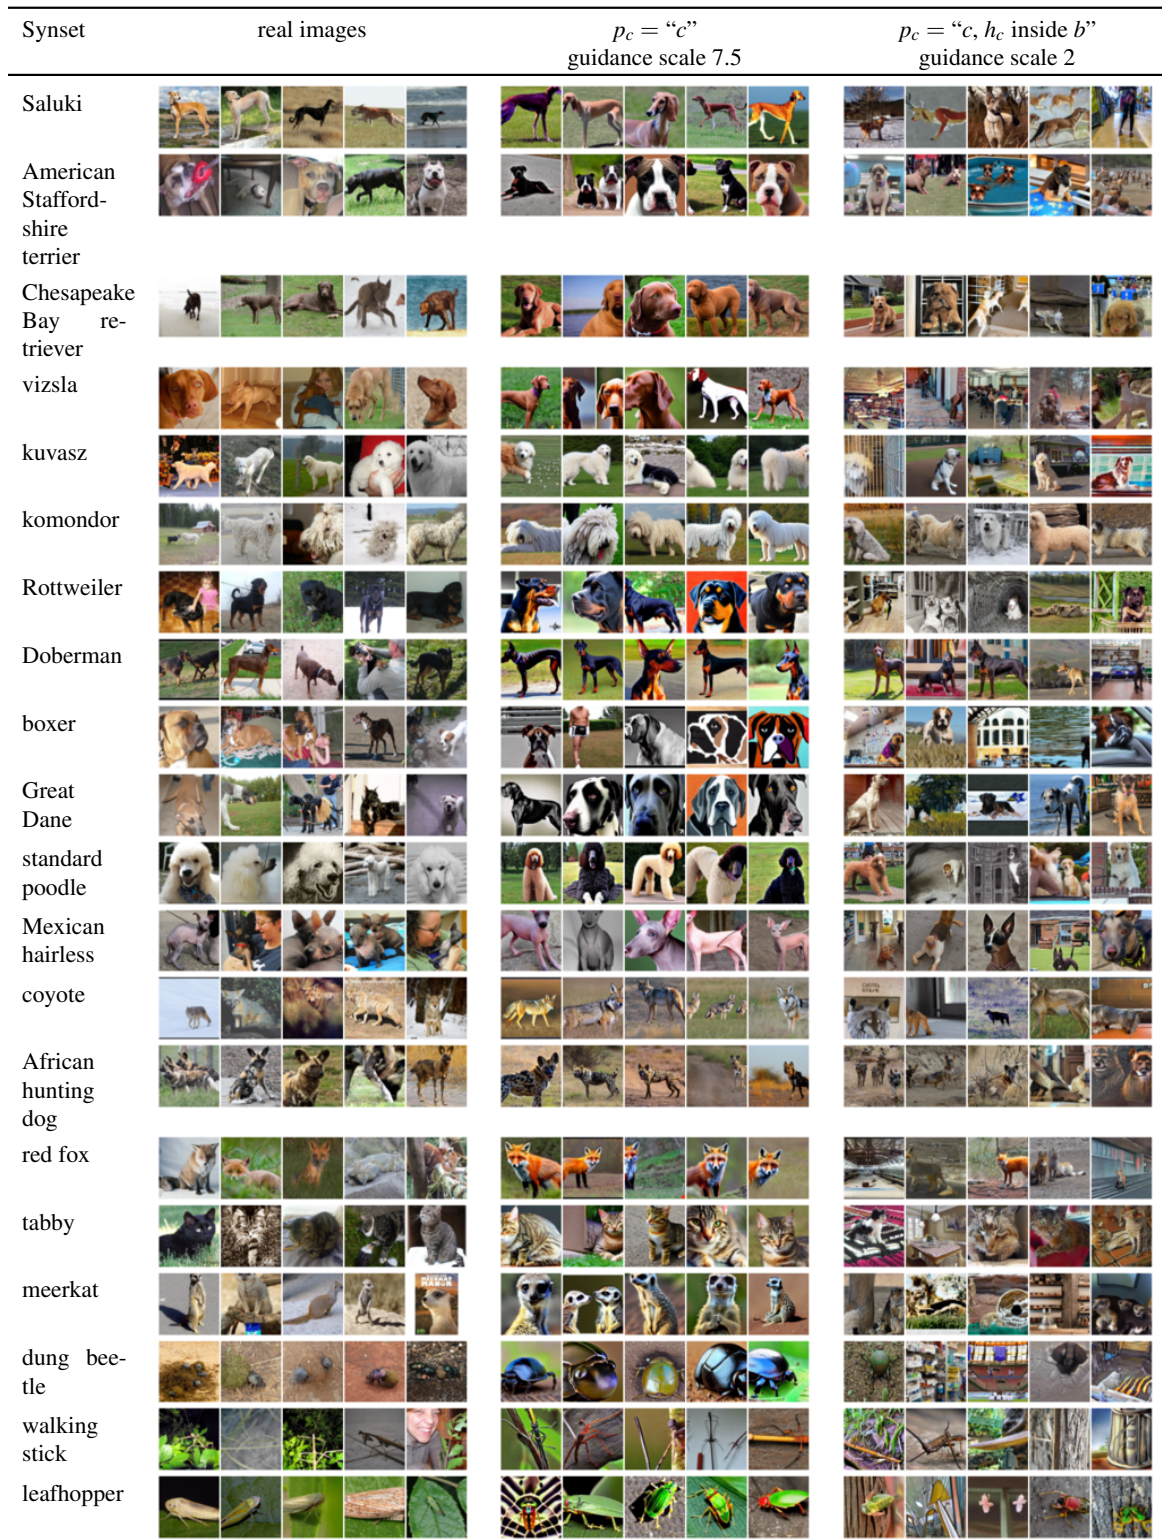 Synset real images p_c = “c” p_c = “c, h_c inside b”
guidance scale 7.5 guidance scale 2
Saluki
American
Stafford-
shire
terrier
Chesapeake
Bay re-
triever
vizsla
kuvasz
komondor
Rottweiler
Doberman
boxer
Great
Dane
standard
poodle
Mexican
hairless
coyote
African
hunting
dog
red fox
tabby
meerkat
MEERKAT
MANOR
dung bee-
tle
walking
stick
leafhopper